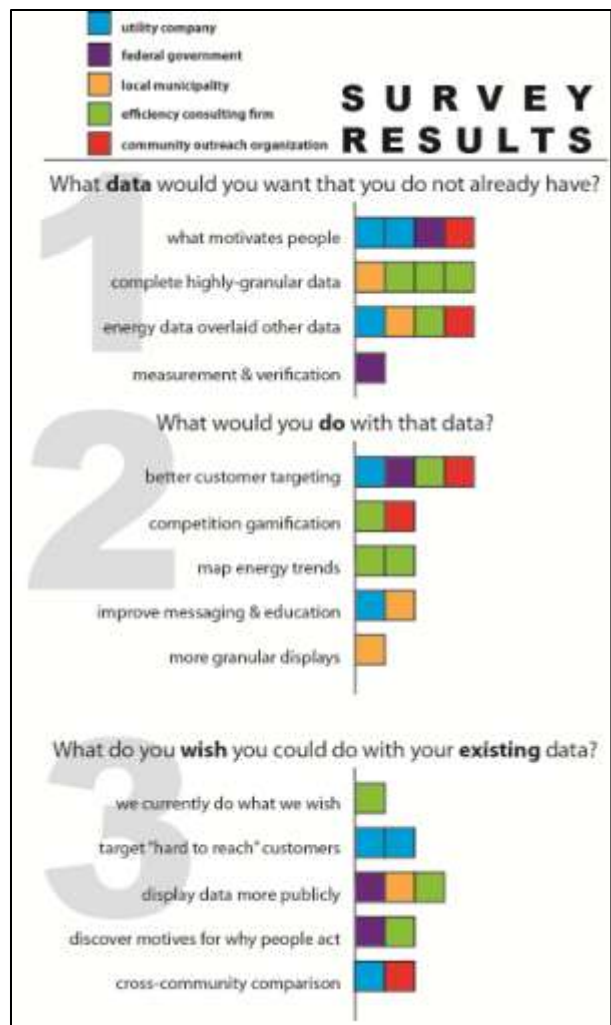 utility company
federal government
local municipality
efficiency consulting firm
community outreach organization
SURVEY
RESULTS
1
What data would you want that you do not already have?
what motivates people
complete highly-granular data
energy data overlaid other data
measurement & verification
2
What would you do with that data?
better customer targeting
competition gamification
map energy trends
improve messaging & education
more granular displays
3
What do you wish you could do with your existing data?
we currently do what we wish
target "hard to reach" customers
display data more publicly
discover motives for why people act
cross-community comparison